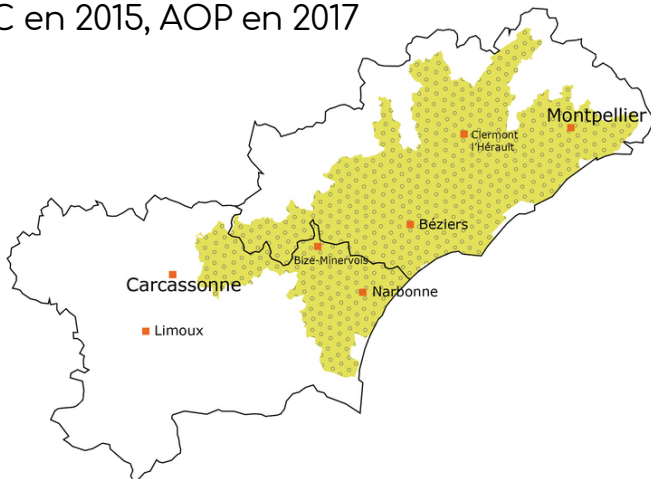 C en 2015, AOP en 2017
Montpellier
Clermont
l'Hérault
Béziers
Bize-Minervois
Carcassonne
Narbonne
Limoux